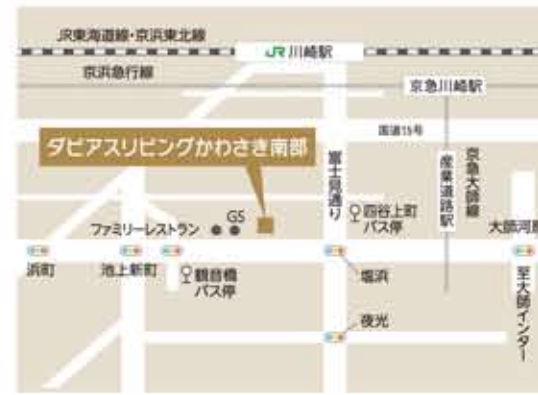 JR東海道線・京浜東北線
JR 川崎駅
京浜急行線
京急川崎駅
国道15号
ダビアスリビングかわさき南部
富士見通り
産業道路駅
京急大師線
四谷上町
バス停
GS
ファミリーレストラン
大師河原
浜町
池上新町
観音橋
バス停
塩浜
夜光
至大師インター